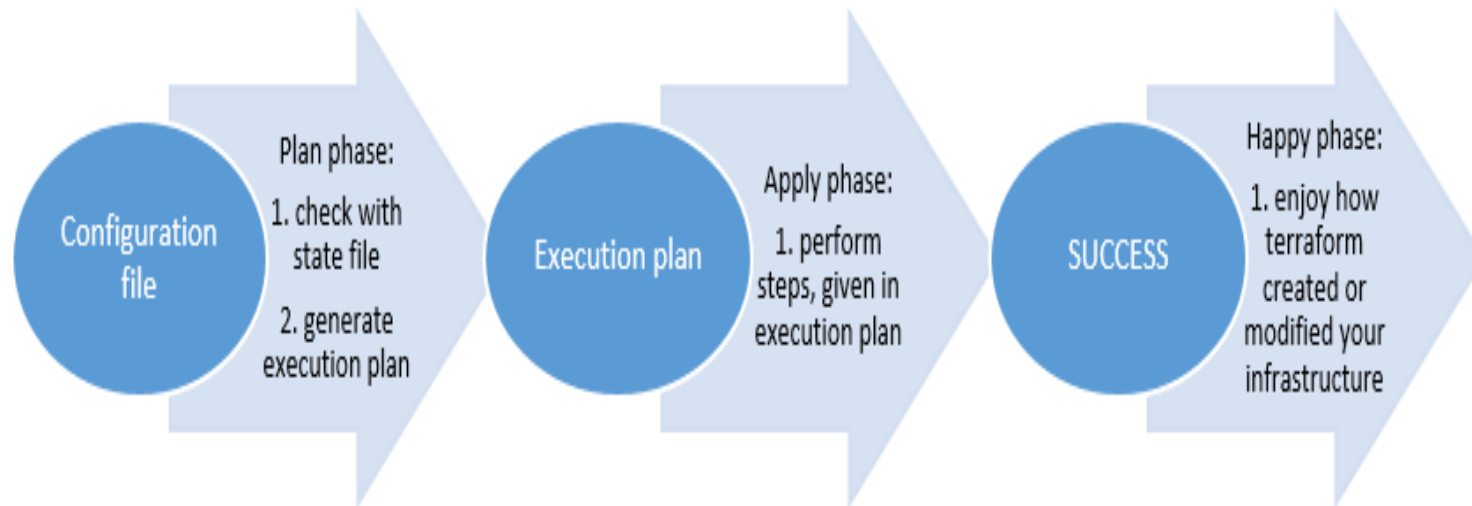 Configuration
file
Plan phase:
1. check with
state file
2. generate
execution plan
Execution plan
Apply phase:
1. perform
steps, given in
execution plan
SUCCESS
Happy phase:
1. enjoy how
terraform
created or
modified your
infrastructure